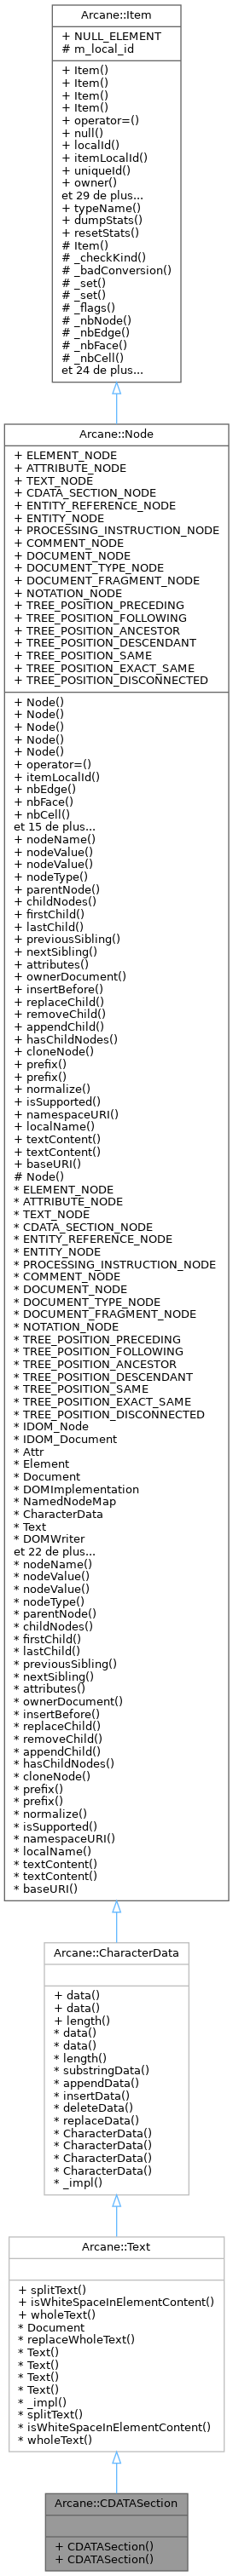 Arcane::Item
+ NULL_ELEMENT
# m_local_id
+ Item()
+ Item()
+ Item()
+ Item()
+ operator=()
+ null()
+ localId()
+ itemLocalId()
+ uniqueId()
+ owner()
et 29 de plus...
+ typeName()
+ dumpStats()
+ resetStats()
# Item()
# _checkKind()
# _badConversion()
# _set()
# _set()
# _flags()
# _nbNode()
# _nbEdge()
# _nbFace()
# _nbCell()
et 24 de plus...
Arcane::Node
+ ELEMENT_NODE
+ ATTRIBUTE_NODE
+ TEXT_NODE
+ CDATA_SECTION_NODE
+ ENTITY_REFERENCE_NODE
+ ENTITY_NODE
+ PROCESSING_INSTRUCTION_NODE
+ COMMENT_NODE
+ DOCUMENT_NODE
+ DOCUMENT_TYPE_NODE
+ DOCUMENT_FRAGMENT_NODE
+ NOTATION_NODE
+ TREE_POSITION_PRECEDING
+ TREE_POSITION_FOLLOWING
+ TREE_POSITION_ANCESTOR
+ TREE_POSITION_DESCENDANT
+ TREE_POSITION_SAME
+ TREE_POSITION_EXACT_SAME
+ TREE_POSITION_DISCONNECTED
+ Node()
+ Node()
+ Node()
+ Node()
+ Node()
+ operator=()
+ itemLocalId()
+ nbEdge()
+ nbFace()
+ nbCell()
et 15 de plus...
+ nodeName()
+ nodeValue()
+ nodeValue()
+ nodeType()
+ parentNode()
+ childNodes()
+ firstChild()
+ lastChild()
+ previousSibling()
+ nextSibling()
+ attributes()
+ ownerDocument()
+ insertBefore()
+ replaceChild()
+ removeChild()
+ appendChild()
+ hasChildNodes()
+ cloneNode()
+ prefix()
+ prefix()
+ normalize()
+ isSupported()
+ namespaceURI()
+ localName()
+ textContent()
+ textContent()
+ baseURI()
# Node()
* ELEMENT_NODE
* ATTRIBUTE_NODE
* TEXT_NODE
* CDATA_SECTION_NODE
* ENTITY_REFERENCE_NODE
* ENTITY_NODE
* PROCESSING_INSTRUCTION_NODE
* COMMENT_NODE
* DOCUMENT_NODE
* DOCUMENT_TYPE_NODE
* DOCUMENT_FRAGMENT_NODE
* NOTATION_NODE
* TREE_POSITION_PRECEDING
* TREE_POSITION_FOLLOWING
* TREE_POSITION_ANCESTOR
* TREE_POSITION_DESCENDANT
* TREE_POSITION_SAME
* TREE_POSITION_EXACT_SAME
* TREE_POSITION_DISCONNECTED
* IDOM_Node
* IDOM_Document
* Attr
* Element
* Document
* DOMImplementation
* NamedNodeMap
* CharacterData
* Text
* DOMWriter
et 22 de plus...
* nodeName()
* nodeValue()
* nodeValue()
* nodeType()
* parentNode()
* childNodes()
* firstChild()
* lastChild()
* previousSibling()
* nextSibling()
* attributes()
* ownerDocument()
* insertBefore()
* replaceChild()
* removeChild()
* appendChild()
* hasChildNodes()
* cloneNode()
* prefix()
* prefix()
* normalize()
* isSupported()
* namespaceURI()
* localName()
* textContent()
* textContent()
* baseURI()
Arcane::CharacterData
+ data()
+ data()
+ length()
* data()
* data()
* length()
* substringData()
* appendData()
* insertData()
* deleteData()
* replaceData()
* CharacterData()
* CharacterData()
* CharacterData()
* CharacterData()
* _impl()
Arcane::Text
+ splitText()
+ isWhiteSpaceInElementContent()
+ wholeText()
* Document
* replaceWholeText()
* Text()
* Text()
* Text()
* Text()
* _impl()
* splitText()
* isWhiteSpaceInElementContent()
* wholeText()
Arcane::CDATASection
+ CDATASection()
+ CDATASection()